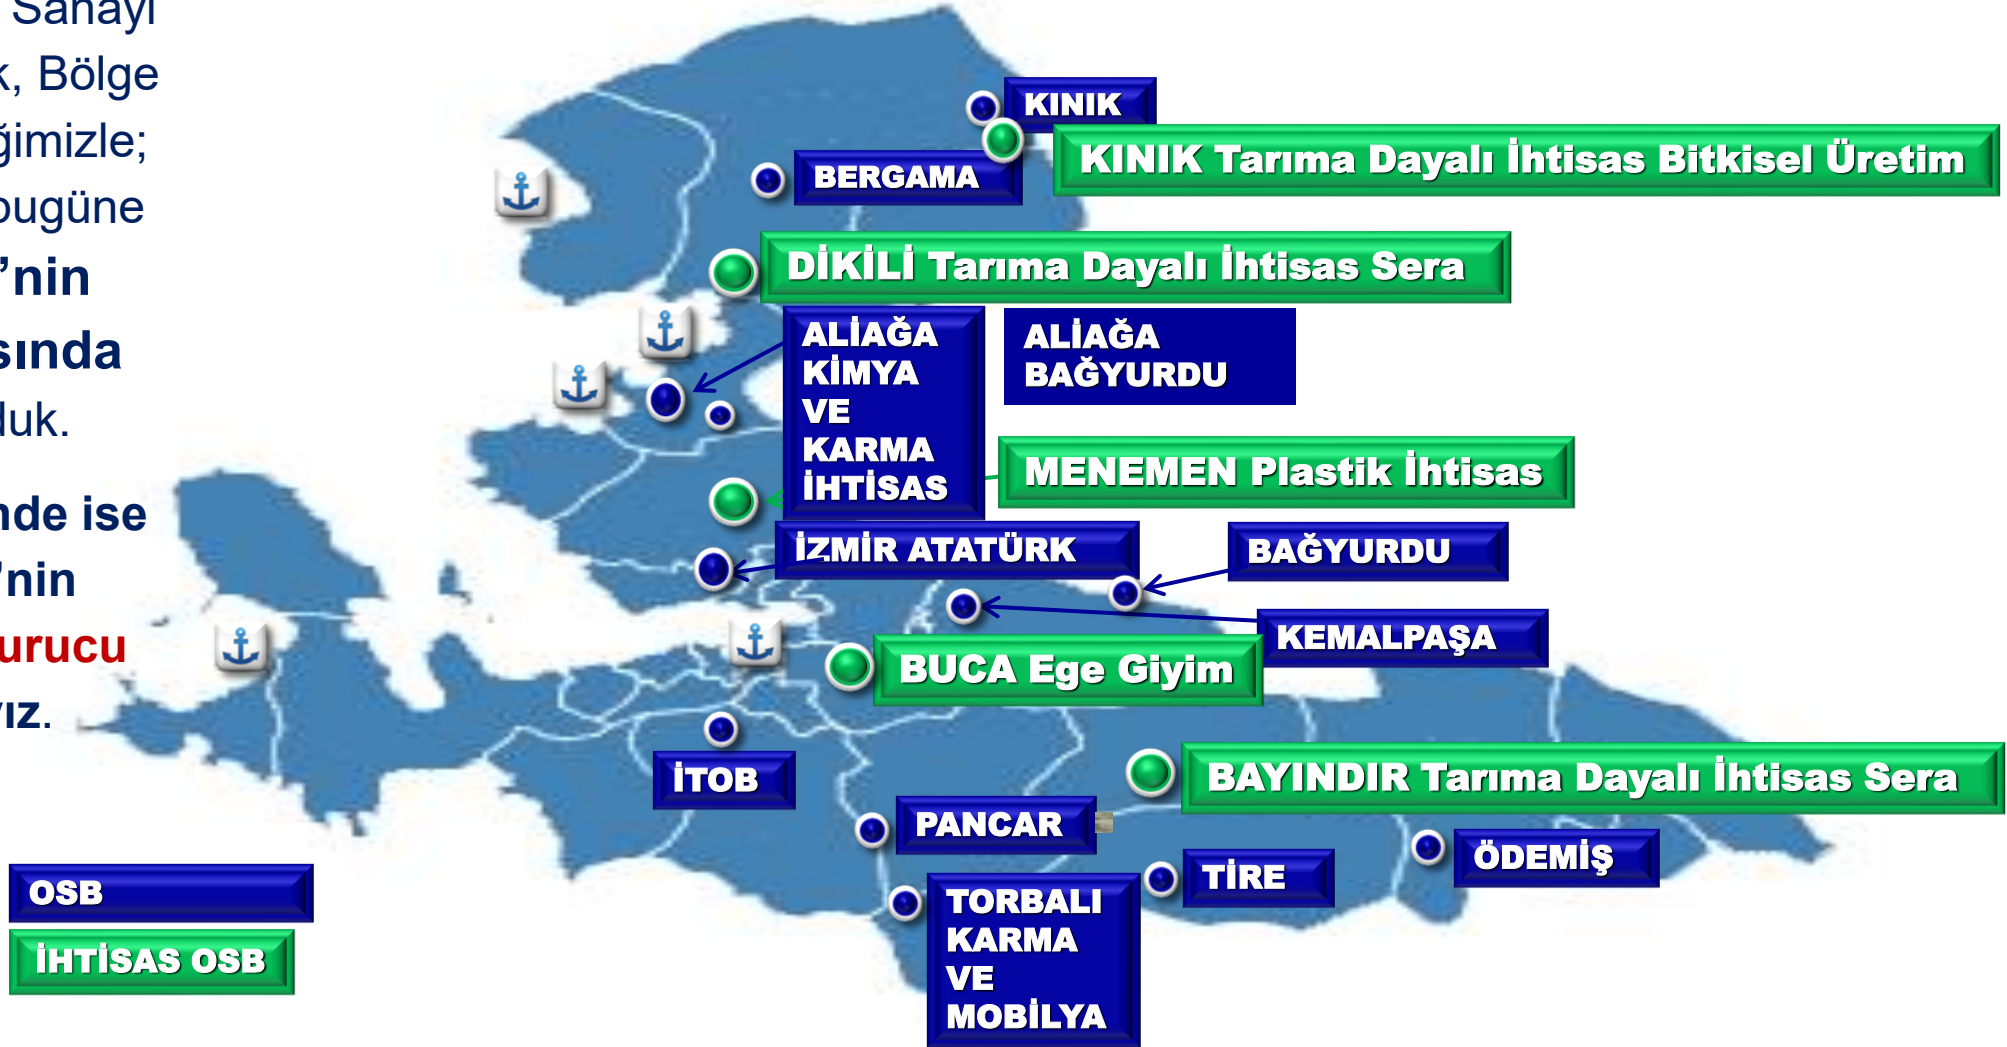 Sanayi
k, Bölge
ğimizle;
bugüne
’nin
sında
duk.
nde ise
’nin
urucu
yız.
KINIK
KINIK Tarıma Dayalı İhtisas Bitkisel Üretim
BERGAMA
DİKİLİ Tarıma Dayalı İhtisas Sera
ALİAĞA
KİMYA
VE
KARMA
İHTİSAS
ALİAĞA
BAĞYURDU
MENEMEN Plastik İhtisas
İZMİR ATATÜRK
BAĞYURDU
KEMALPAŞA
BUCA Ege Giyim
İTOB
BAYINDIR Tarıma Dayalı İhtisas Sera
PANCAR
ÖDEMİŞ
TİRE
TORBALI
KARMA
VE
MOBİLYA
OSB
İHTİSAS OSB